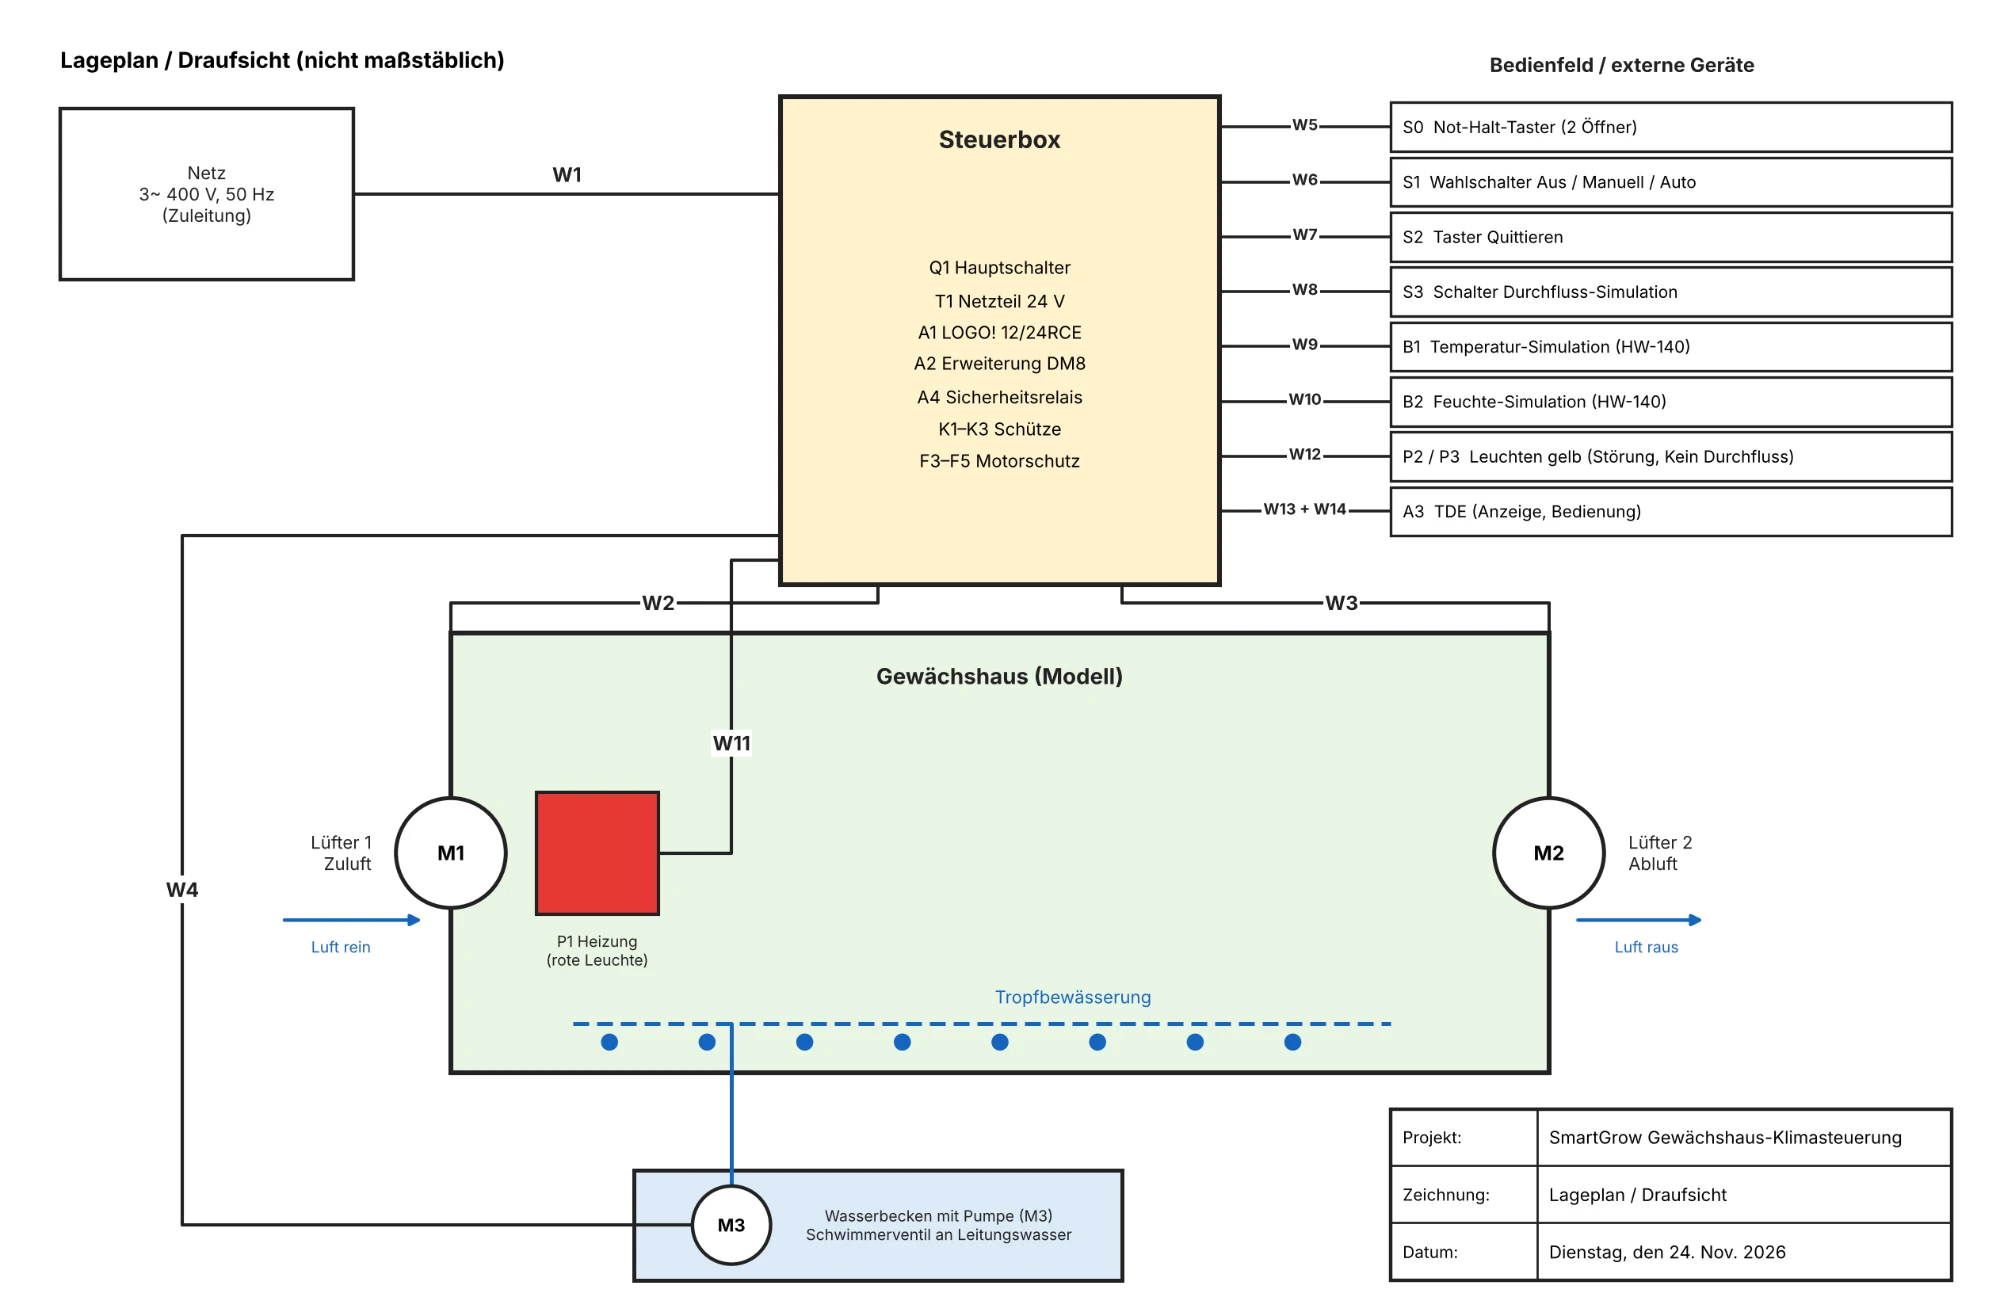 Lageplan / Draufsicht (nicht maßstäblich)
Netz
3~ 400 V, 50 Hz
(Zuleitung)
W1
Steuerbox
Q1 Hauptschalter
T1 Netzteil 24 V
A1 LOGO! 12/24RCE
A2 Erweiterung DM8
A4 Sicherheitsrelais
K1–K3 Schütze
F3–F5 Motorschutz
Bedienfeld / externe Geräte
W5
S0 Not-Halt-Taster (2 Öffner)
W6
S1 Wahlschalter Aus / Manuell / Auto
W7
S2 Taster Quittieren
W8
S3 Schalter Durchfluss-Simulation
W9
B1 Temperatur-Simulation (HW-140)
W10
B2 Feuchte-Simulation (HW-140)
W12
P2 / P3 Leuchten gelb (Störung, Kein Durchfluss)
W13 + W14
A3 TDE (Anzeige, Bedienung)
W2
W3
Gewächshaus (Modell)
W11
Lüfter 1
Zuluft
M1
M2
Lüfter 2
Abluft
W4
Luft rein
Luft raus
P1 Heizung
(rote Leuchte)
Tropfbewässerung
M3
Wasserbecken mit Pumpe (M3)
Schwimmerventil an Leitungswasser
Projekt: SmartGrow Gewächshaus-Klimasteuerung
Zeichnung: Lageplan / Draufsicht
Datum: Dienstag, den 24. Nov. 2026